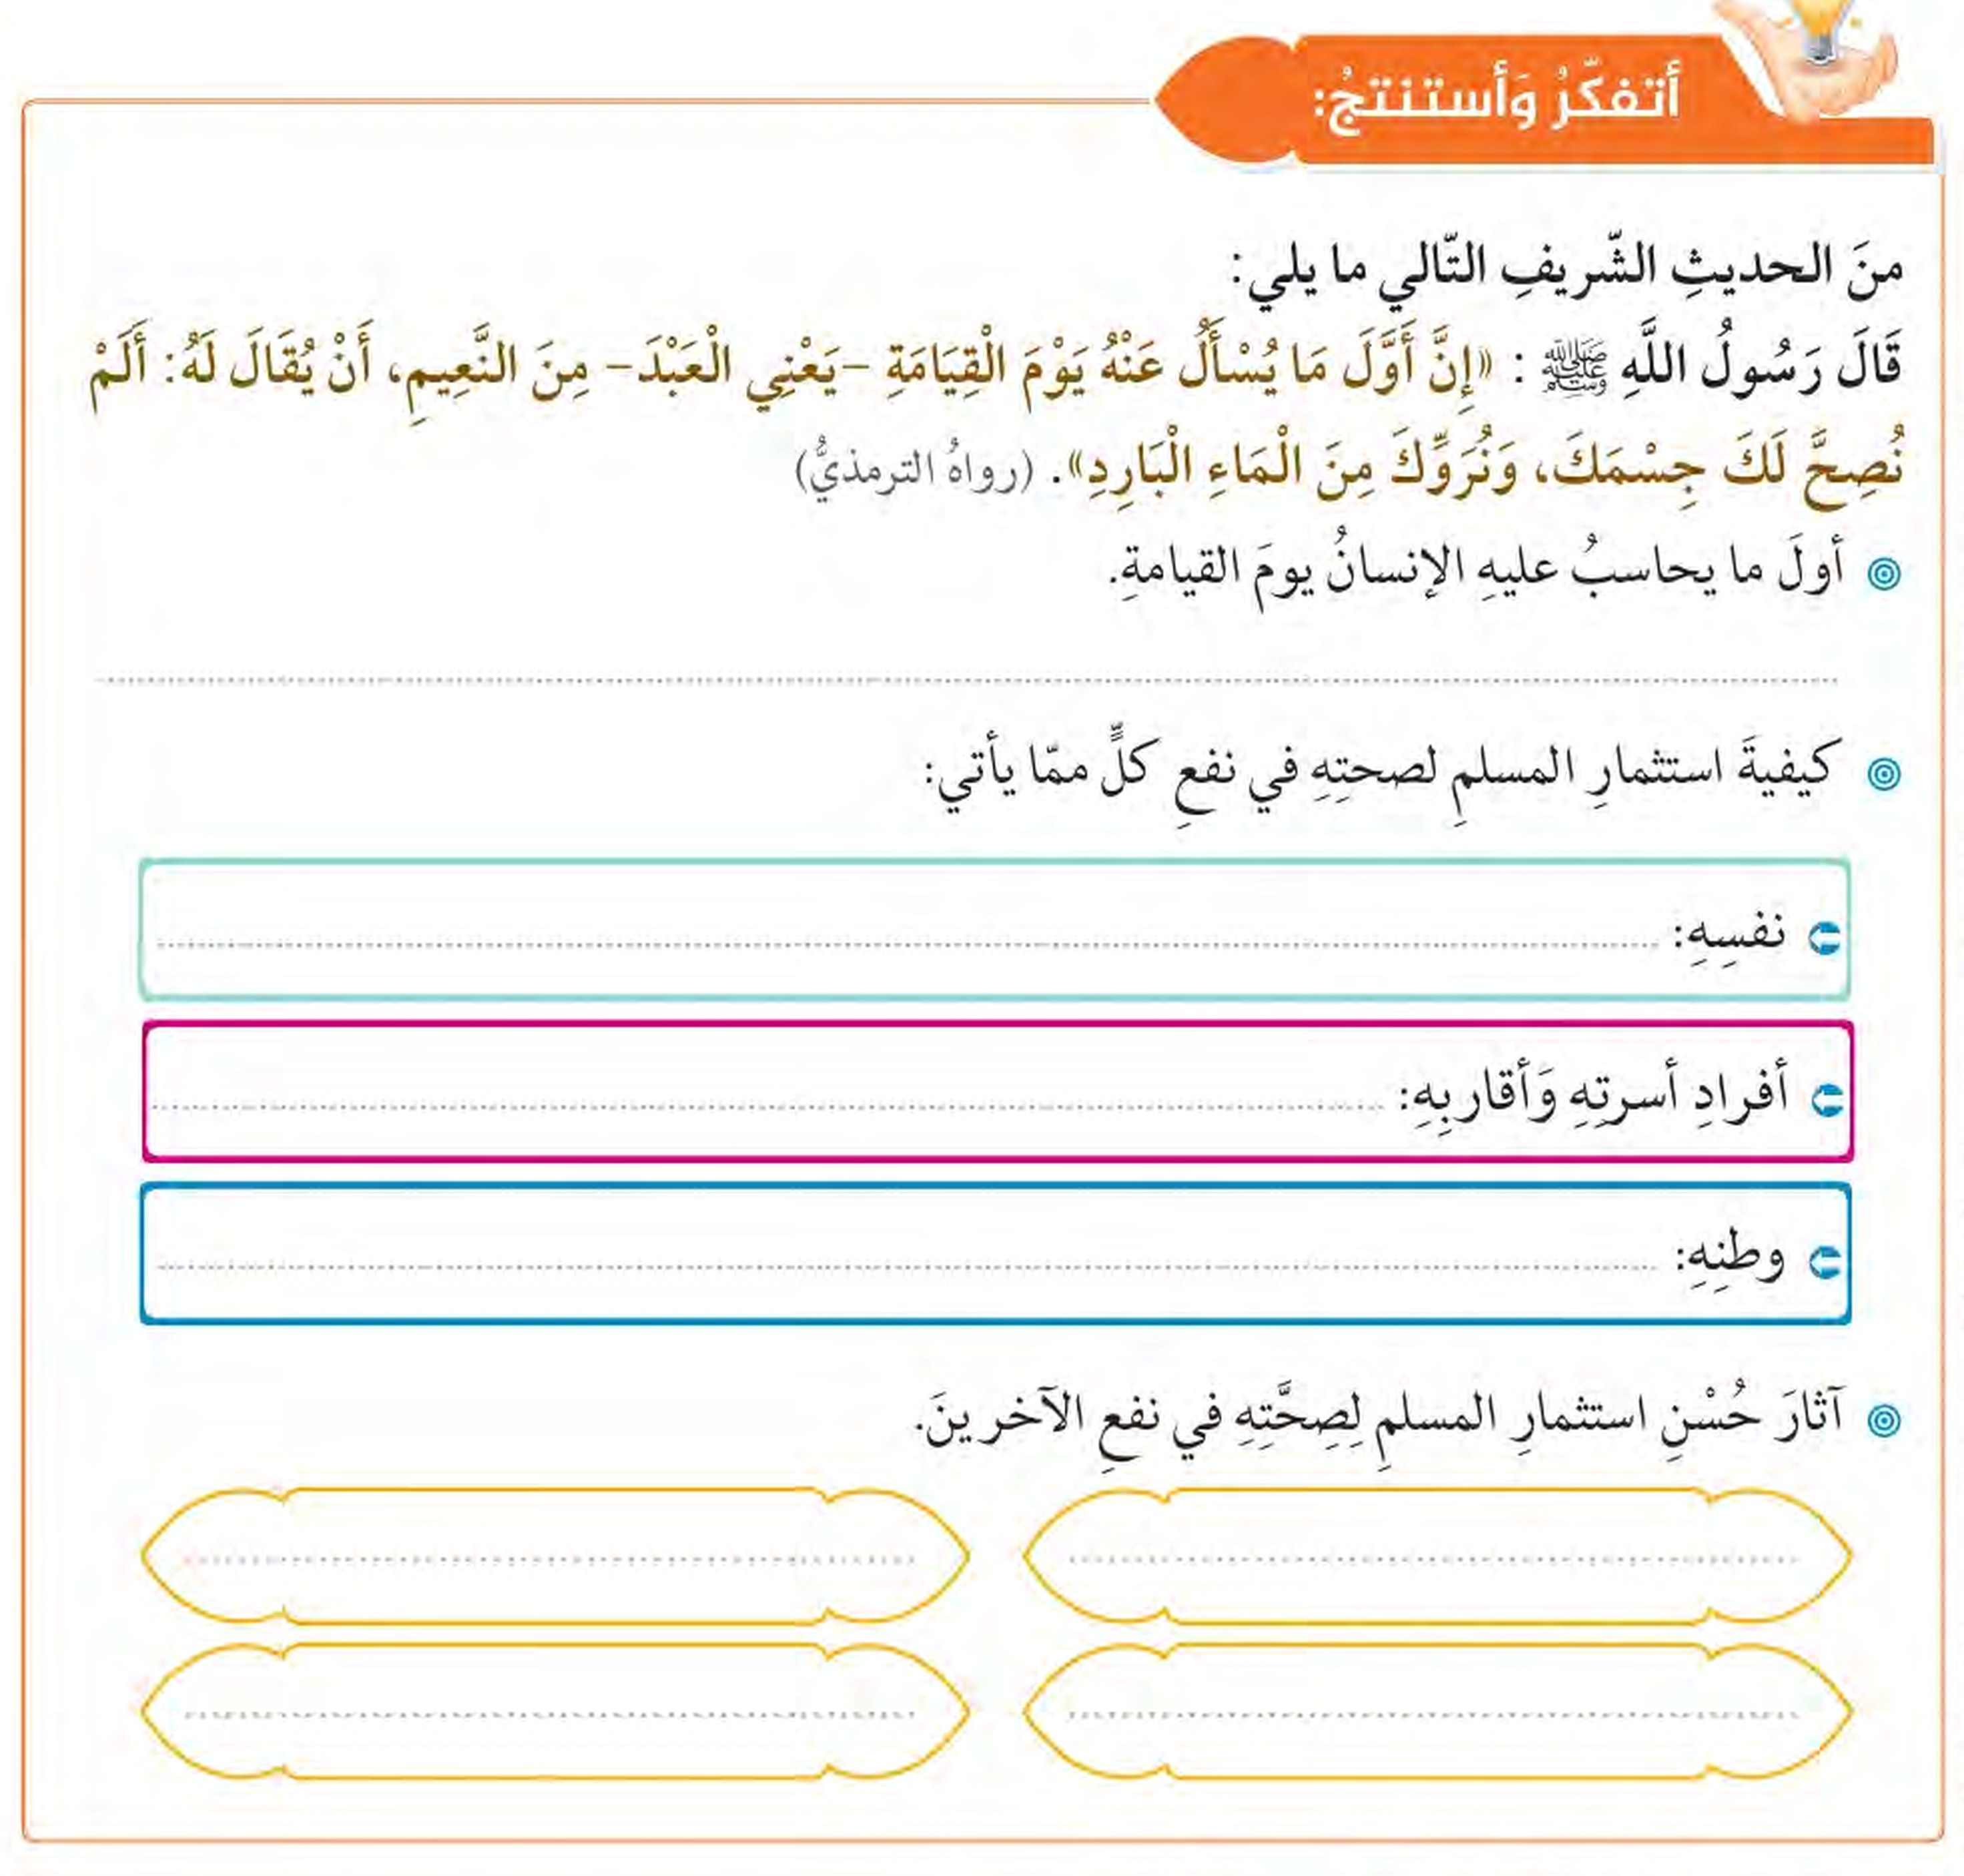 أتفكّرُ وَأستنتجُ:
منَ الحديثِ الشّريفِ التّالي ما يلي:
قَالَ رَسُولُ اللَّهِ ﷺ : «إِنَّ أَوَّلَ مَا يُسْأَلُ عَنْهُ يَوْمَ الْقِيَامَةِ –يَعْنِي الْعَبْدَ– مِنَ النَّعِيمِ، أَنْ يُقَالَ لَهُ: أَلَمْ
نُصِحَّ لَكَ جِسْمَكَ، وَنُرَوِّكَ مِنَ الْمَاءِ الْبَارِدِ». (رواهُ الترمذيُّ)
أولَ ما يحاسبُ عليهِ الإنسانُ يومَ القيامةِ.
كيفيةَ استثمارِ المسلمِ لصحتِهِ في نفعِ كلٍّ ممّا يأتي:
نفسِهِ:
أفرادِ أسرتِهِ وَأقاربِهِ:
وطنِهِ:
آثارَ حُسْنِ استثمارِ المسلمِ لِصِحَّتِهِ في نفعِ الآخرينَ.